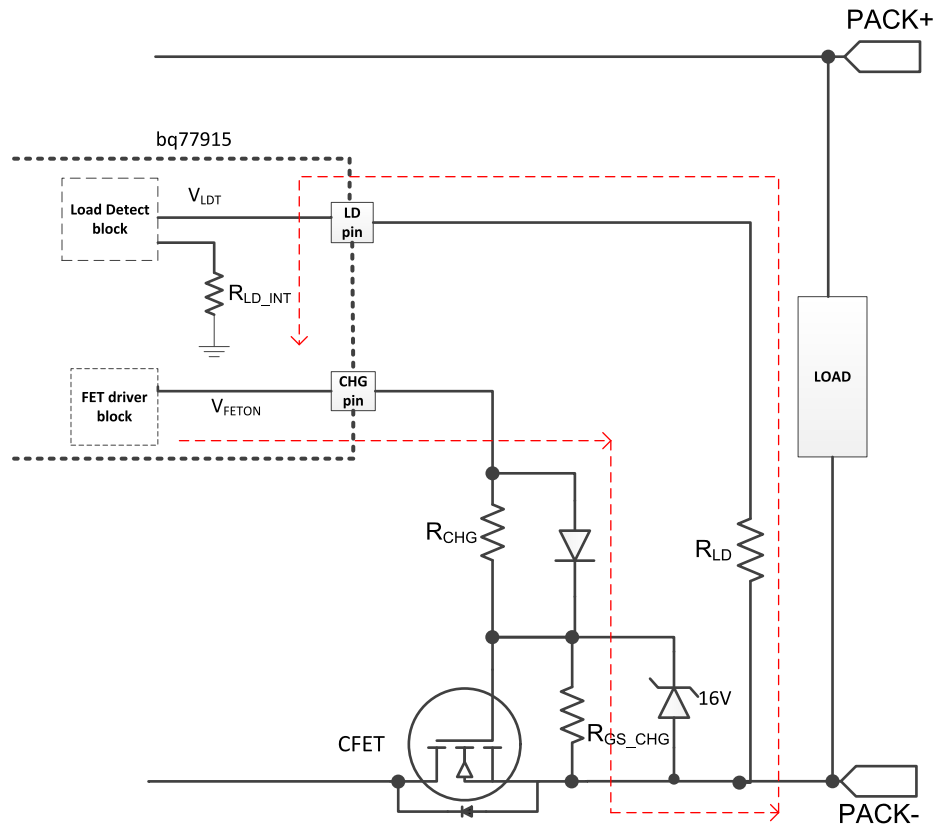 PACK+
bq77915
Load Detect
block
VLDT
LD
pin
RLD_INT
LOAD
FET driver
block
VFETON
CHG
pin
RCHG
RLD
16V
RGS_CHG
CFET
PACK-